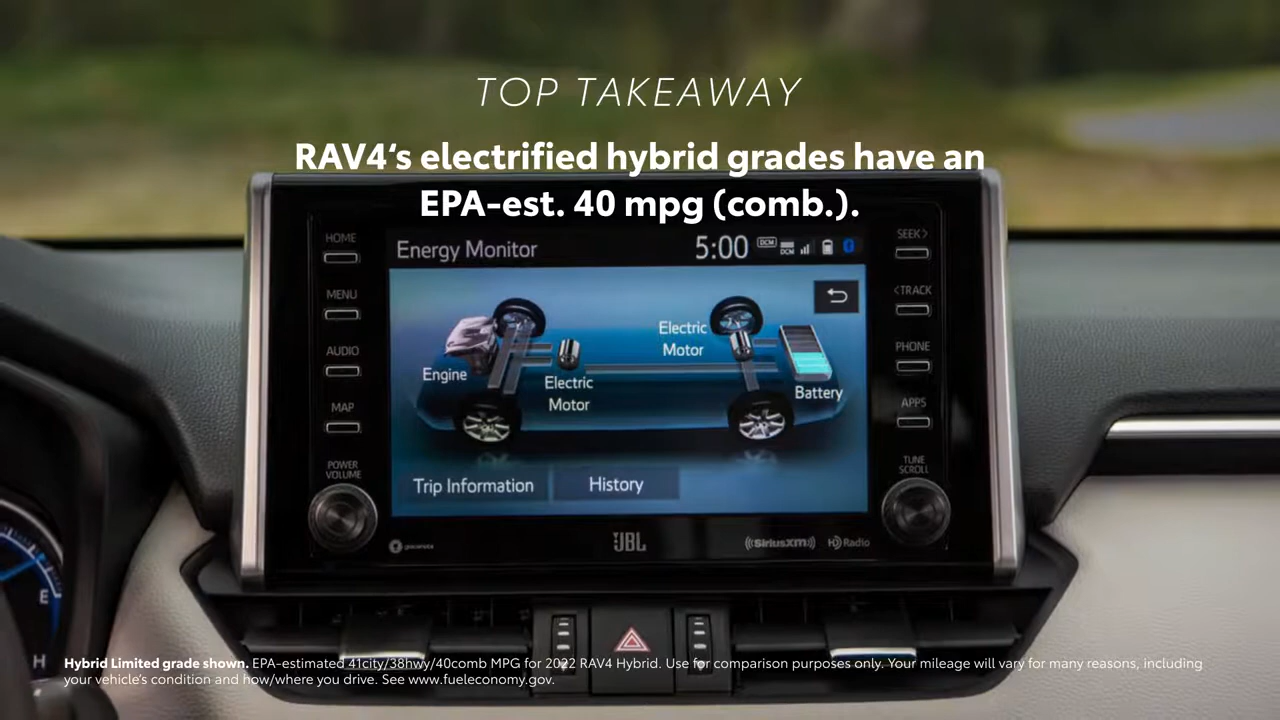 TOP TAKEAWAY
RAV4‘s electrified hybrid grades have an
EPA-est. 40 mpg (comb.).
HOME
MENU
AUDIO
MAP
POWER
VOLUME
Energy Monitor
5:00
DCM
DCM
Engine
Electric
Motor
Electric
Motor
Battery
Trip Information
History
SEEK>
<TRACK
PHONE
APPS
TUNE
SCROLL
gracenote
JBL
SiriusXM
HD Radio
E
H
Hybrid Limited grade shown. EPA-estimated 41city/38hwy/40comb MPG for 2022 RAV4 Hybrid. Use for comparison purposes only. Your mileage will vary for many reasons, including
your vehicle's condition and how/where you drive. See www.fueleconomy.gov.